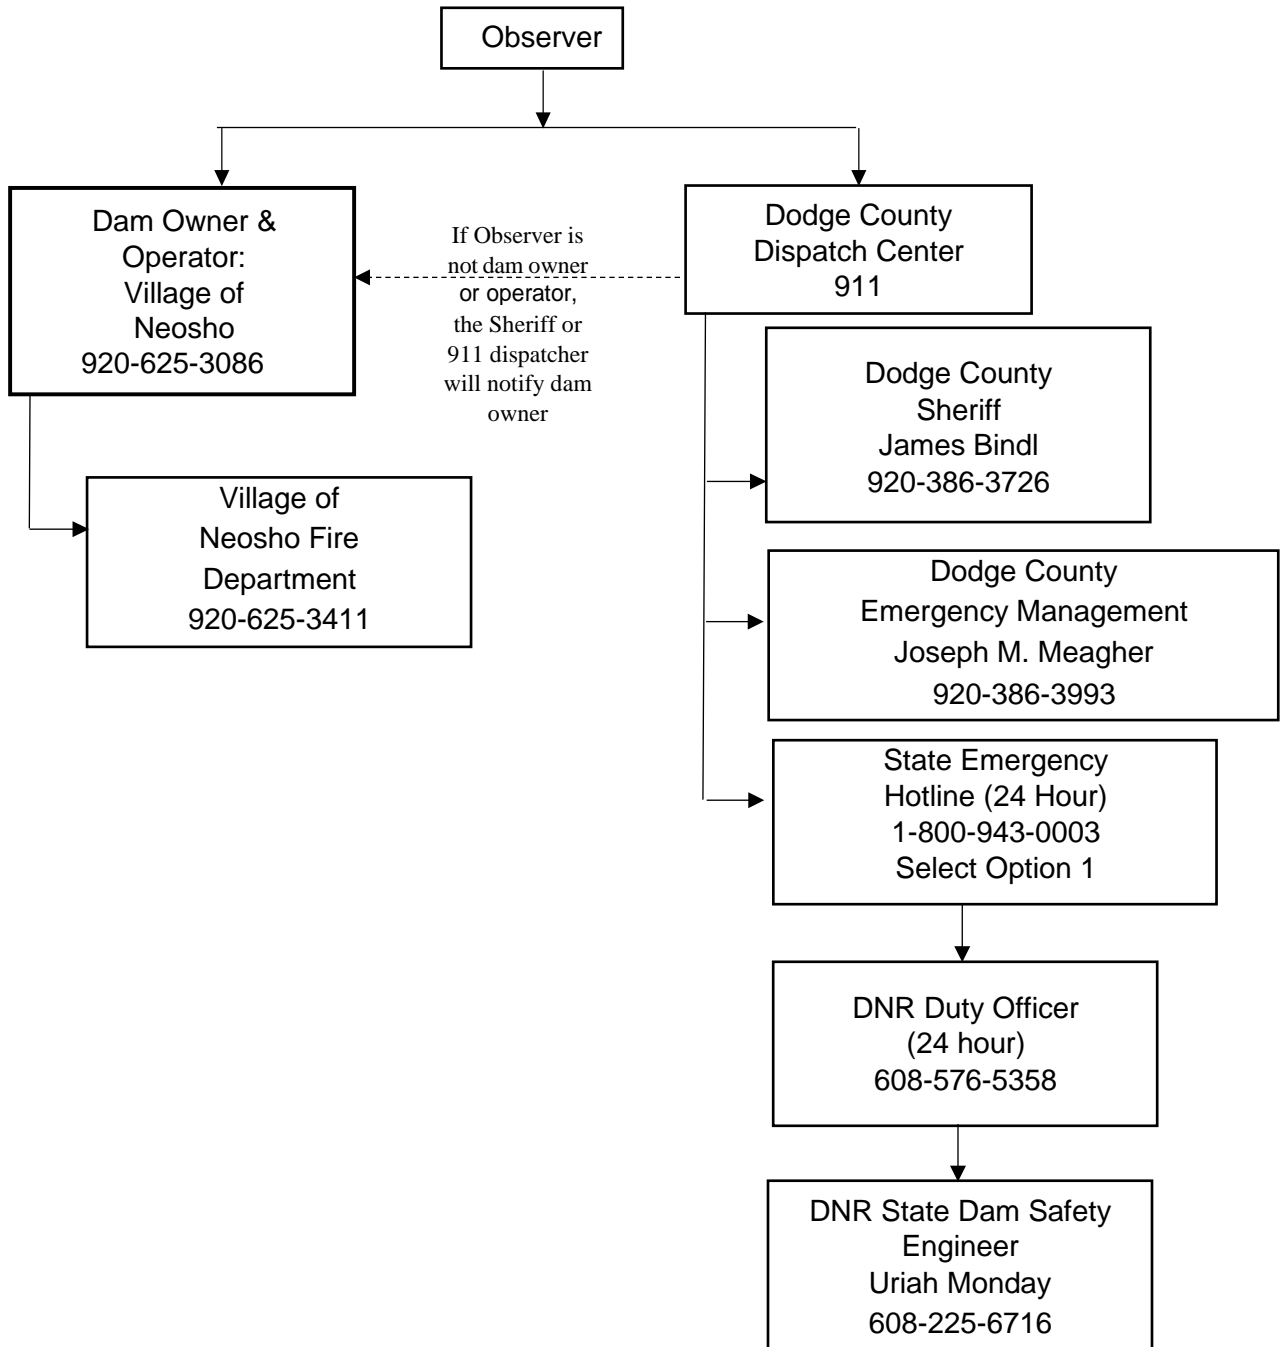 Observer
Dam Owner &
Operator:
Village of
Neosho
920-625-3086
If Observer is
not dam owner
or operator,
the Sheriff or
911 dispatcher
will notify dam
owner
Dodge County
Dispatch Center
911
Dodge County
Sheriff
James Bindl
920-386-3726
Village of
Neosho Fire
Department
920-625-3411
Dodge County
Emergency Management
Joseph M. Meagher
920-386-3993
State Emergency
Hotline (24 Hour)
1-800-943-0003
Select Option 1
DNR Duty Officer
(24 hour)
608-576-5358
DNR State Dam Safety
Engineer
Uriah Monday
608-225-6716